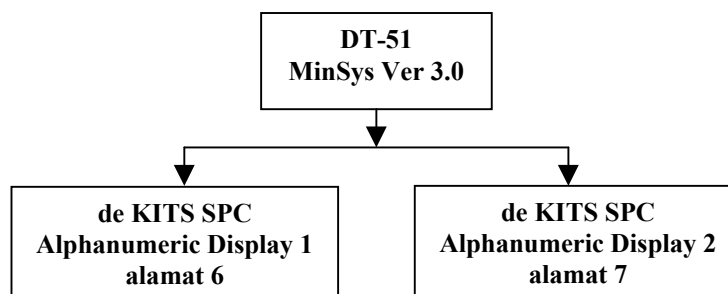 DT-51
MinSys Ver 3.0
de KITS SPC
Alphanumeric Display 1
alamat 6
de KITS SPC
Alphanumeric Display 2
alamat 7